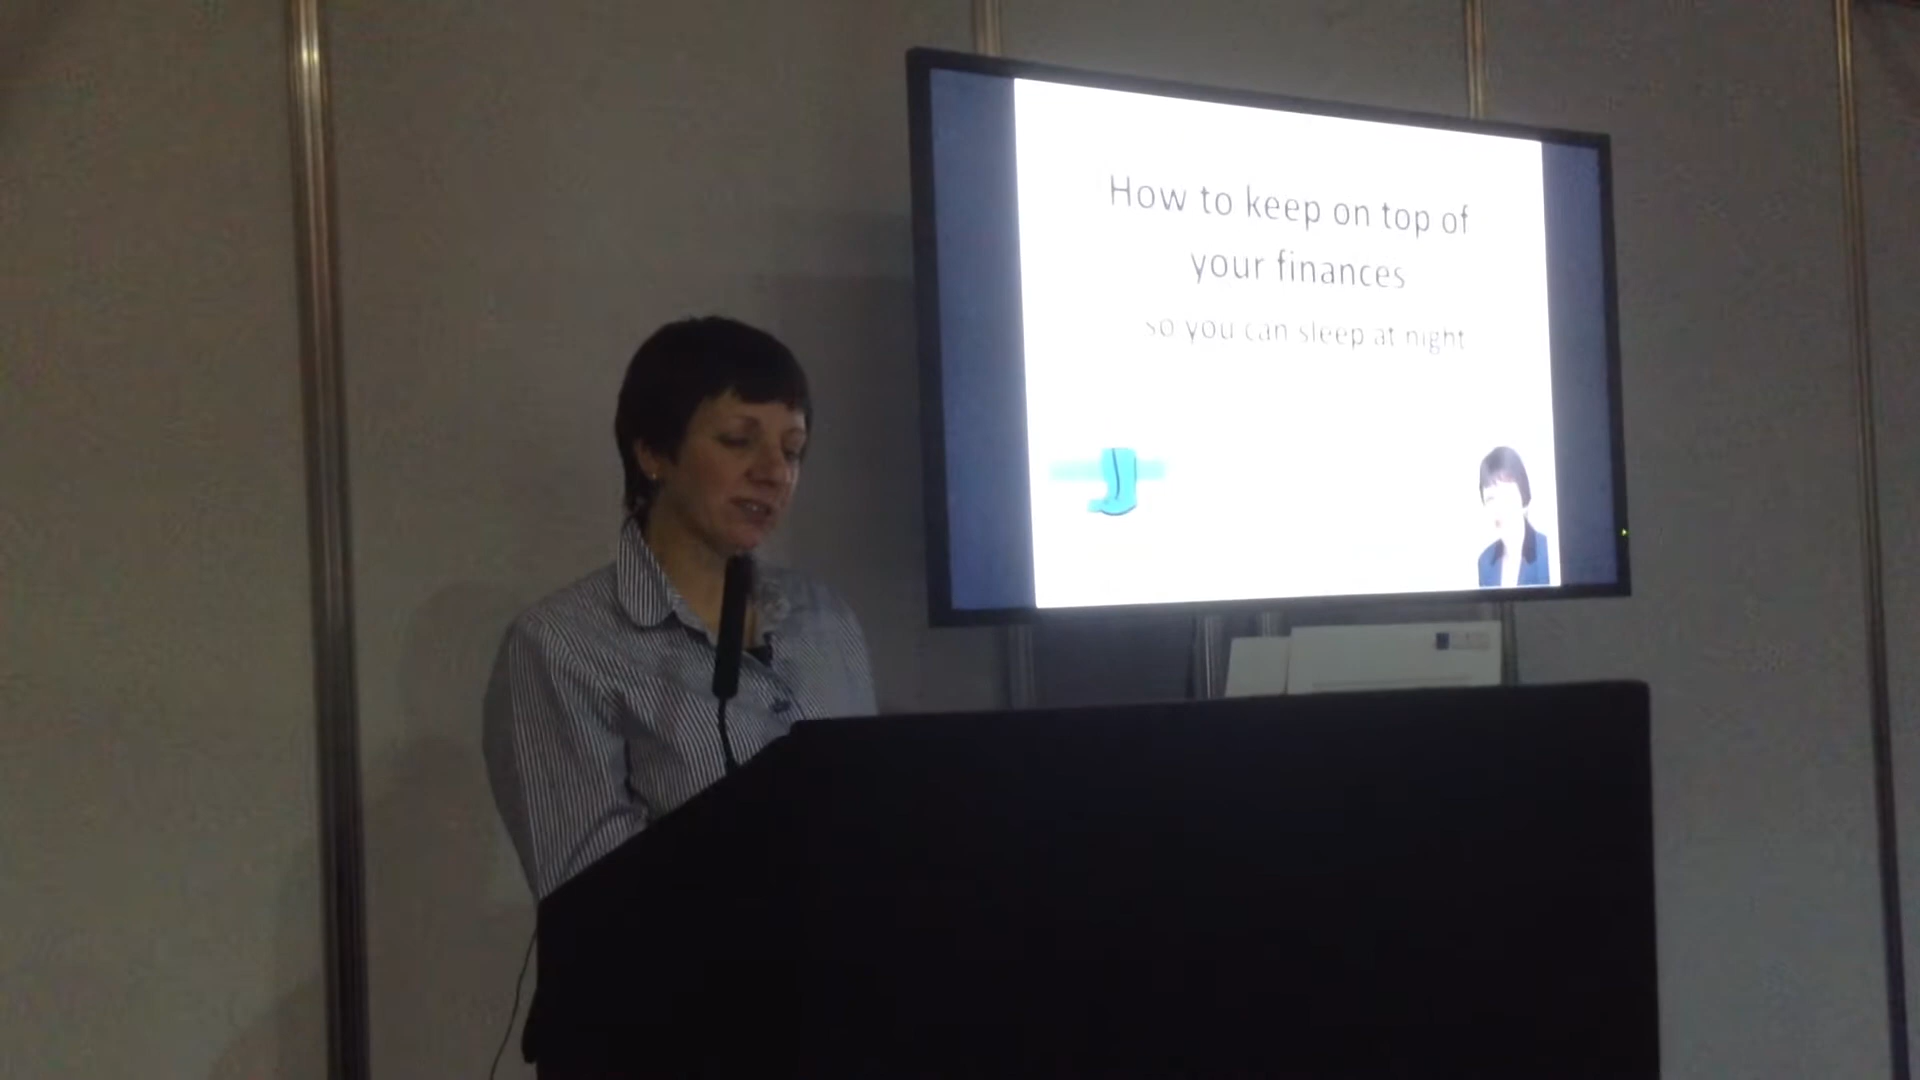 How to keep on top of
your finances
so you can sleep at night